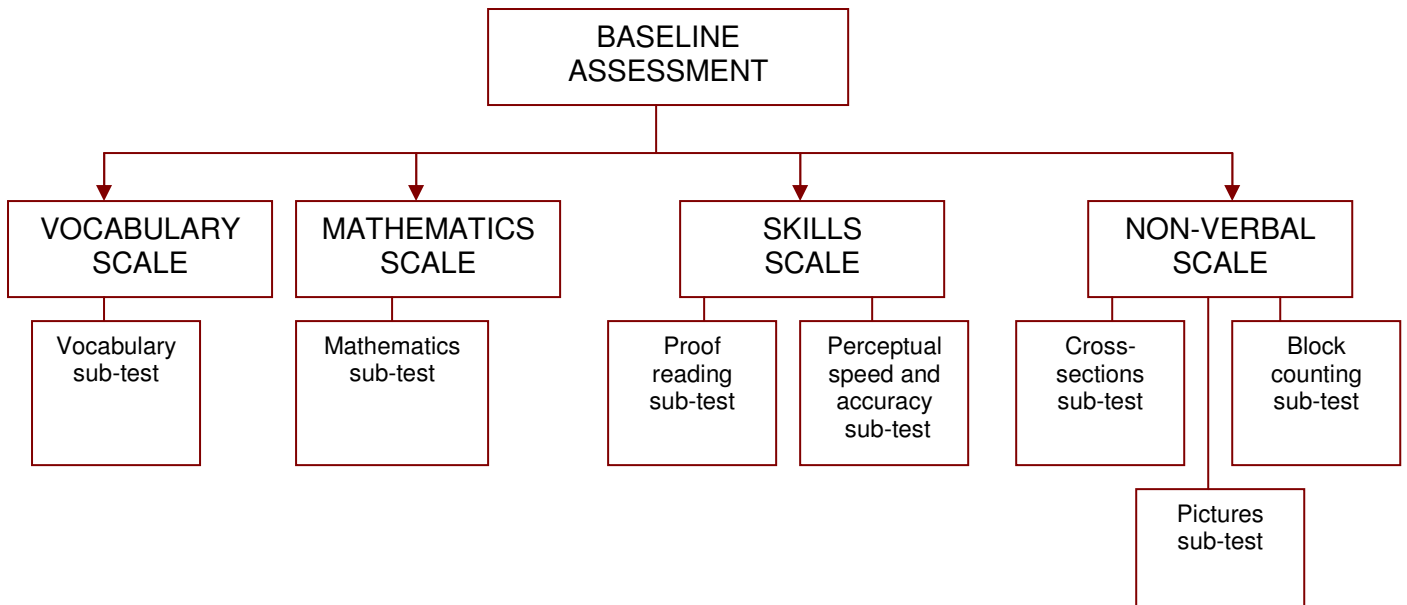 BASELINE
ASSESSMENT
VOCABULARY
SCALE
MATHEMATICS
SCALE
SKILLS
SCALE
NON-VERBAL
SCALE
Vocabulary
sub-test
Mathematics
sub-test
Proof
reading
sub-test
Perceptual
speed and
accuracy
sub-test
Cross-
sections
sub-test
Block
counting
sub-test
Pictures
sub-test